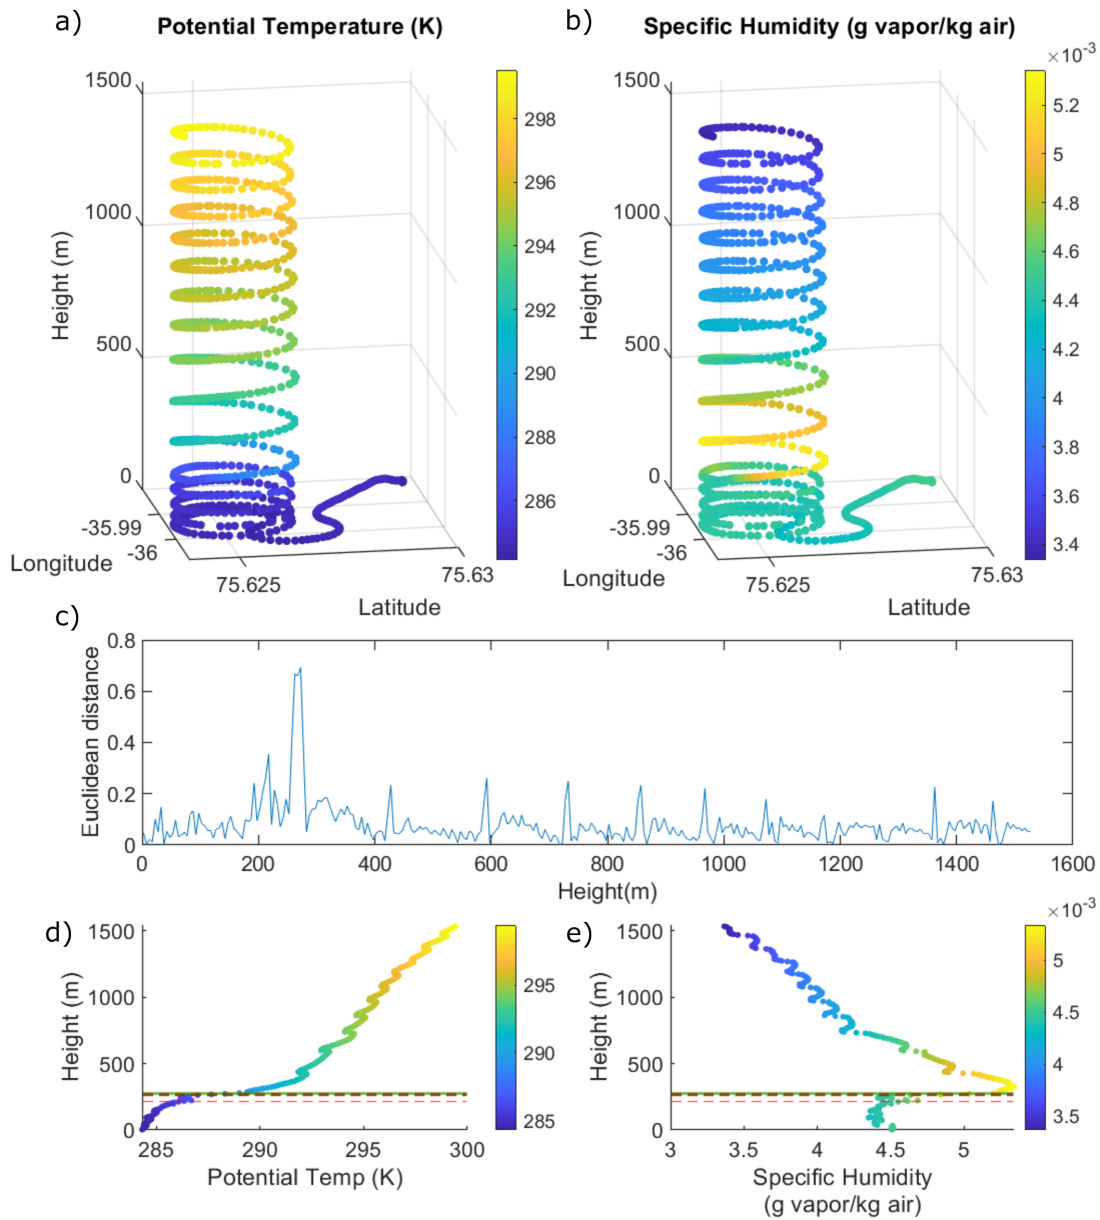 a)
Potential Temperature (K)
1500
1000
500
0
Height (m)
-35.99
-36
Longitude
75.625
75.63
Latitude
298
296
294
292
290
288
286
b)
Specific Humidity (g vapor/kg air)
×10⁻³
1500
1000
500
0
Height (m)
-35.99
-36
Longitude
75.625
75.63
Latitude
5.2
5
4.8
4.6
4.4
4.2
4
3.8
3.6
3.4
c)
0.8
0.6
0.4
0.2
0
Euclidean distance
0 200 400 600 800 1000 1200 1400 1600
Height(m)
d)
1500
1000
500
0
Height (m)
285 290 295 300
Potential Temp (K)
295
290
285
e)
×10⁻³
1500
1000
500
0
Height (m)
3 3.5 4 4.5 5
Specific Humidity
(g vapor/kg air)
5
4.5
4
3.5